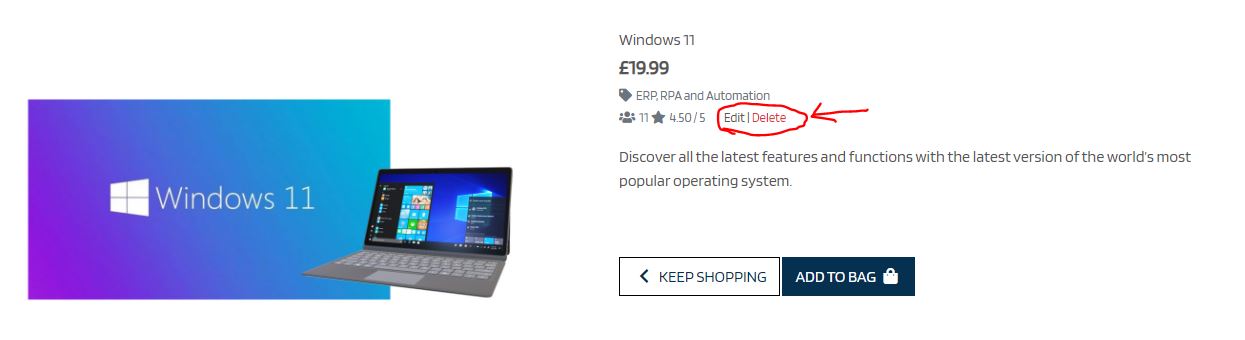 Windows 11
Windows 11
£19.99
ERP, RPA and Automation
11 4.50 / 5 Edit | Delete
Discover all the latest features and functions with the latest version of the world's most
popular operating system.
KEEP SHOPPING ADD TO BAG